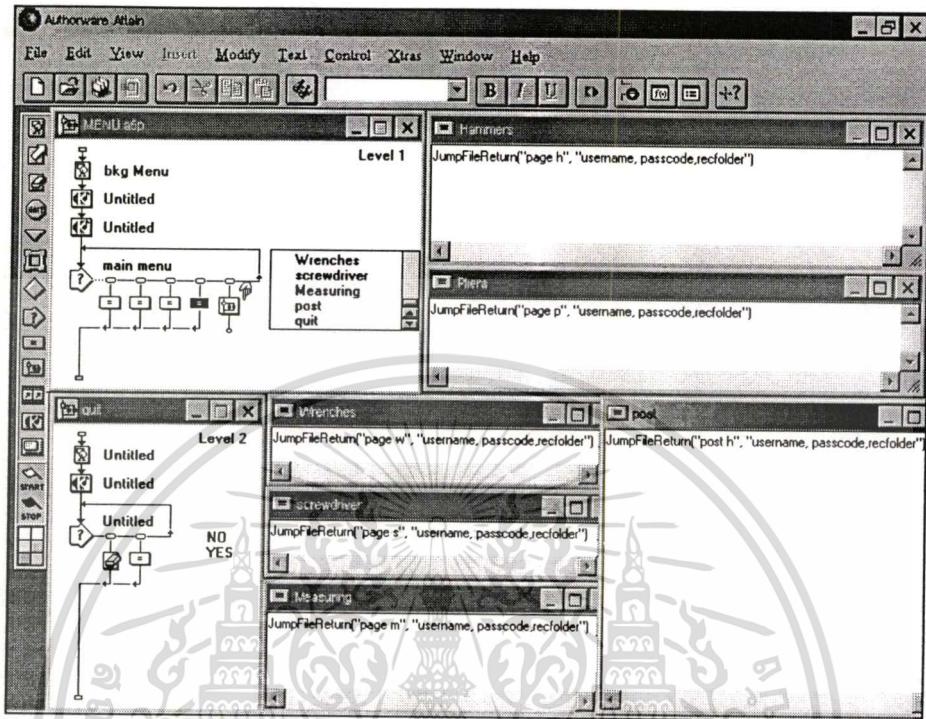 Authorware Attain
File Edit View Insert Modify Text Control Xtras Window Help
B I U
MENU.a5p
Level 1
bkg Menu
Untitled
Untitled
main menu
Wrenches
screwdriver
Measuring
post
quit
Hammers
JumpFileReturn("page h", "username, passcode,recfolder")
Pliers
JumpFileReturn("page p", "username, passcode,recfolder")
quit
Level 2
Untitled
Untitled
Untitled
NO
YES
Wrenches
JumpFileReturn("page w", "username, passcode,recfolder")
screwdriver
JumpFileReturn("page s", "username, passcode,recfolder")
Measuring
JumpFileReturn("page m", "username, passcode,recfolder")
post
JumpFileReturn("post h", "username, passcode,recfolder")
START
STOP